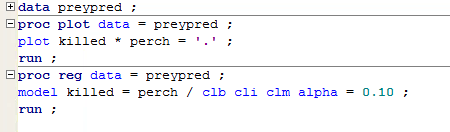 data preypred ;
proc plot data = preypred ;
plot killed * perch = '.' ;
run ;
proc reg data = preypred ;
model killed = perch / clb cli clm alpha = 0.10 ;
run ;